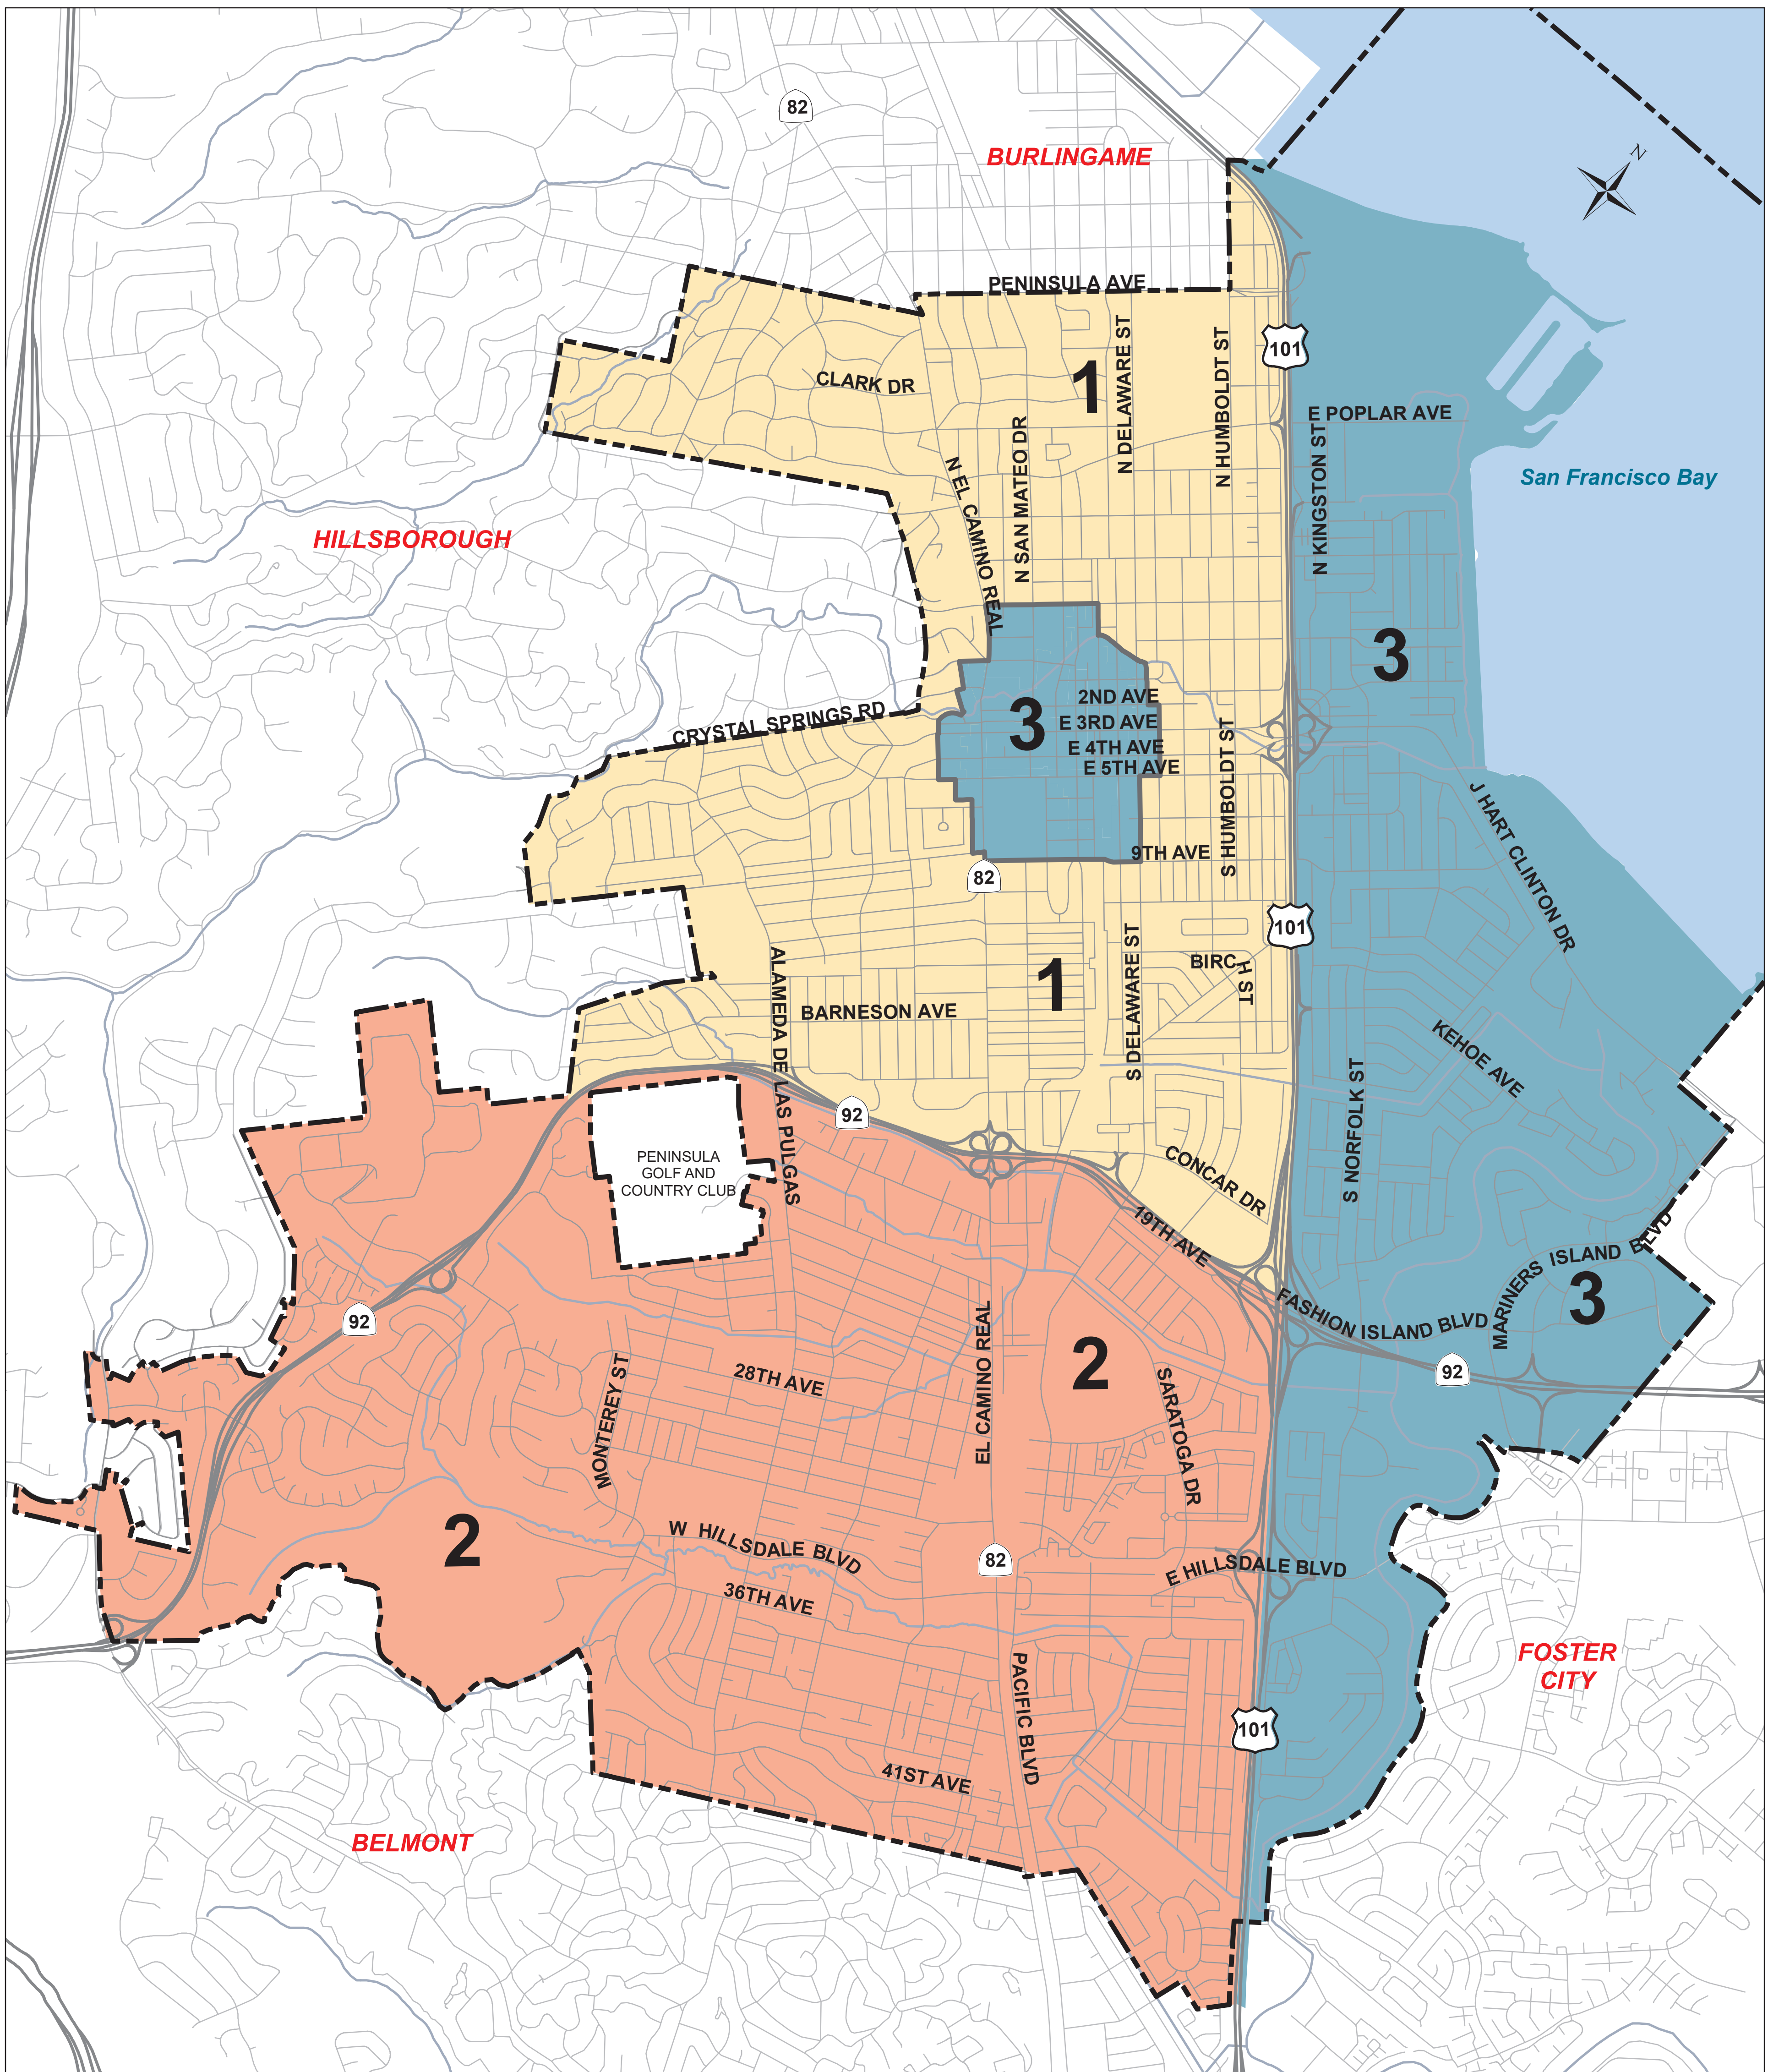 82
BURLINGAME
N
PENINSULA AVE
101
CLARK DR
1
N DELAWARE ST
N HUMBOLDT ST
E POPLAR AVE
N KINGSTON ST
N SAN MATEO DR
N EL CAMINO REAL
San Francisco Bay
HILLSBOROUGH
3
2ND AVE
3
E 3RD AVE
E 4TH AVE
E 5TH AVE
CRYSTAL SPRINGS RD
S HUMBOLDT ST
J HART CLINTON DR
9TH AVE
82
101
BIRCH ST
1
S DELAWARE ST
ALAMEDA DE LAS PULGAS
BARNESON AVE
KEHOE AVE
S NORFOLK ST
92
PENINSULA
GOLF AND
COUNTRY CLUB
CONCAR DR
19TH AVE
MARINERS ISLAND BLVD
3
FASHION ISLAND BLVD
92
92
EL CAMINO REAL
2
28TH AVE
MONTEREY ST
SARATOGA DR
2
W HILLSDALE BLVD
82
E HILLSDALE BLVD
36TH AVE
FOSTER
CITY
PACIFIC BLVD
101
41ST AVE
BELMONT